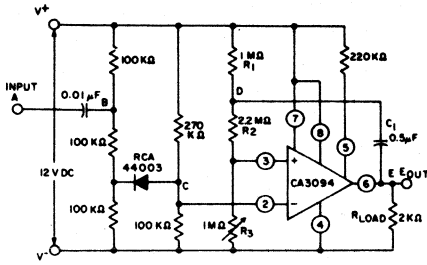 V+
100KΩ
1MΩ
R1
220KΩ
INPUT
A
0.01µF
B
D
270
KΩ
2.2MΩ
R2
C1
0.5µF
7
8
12 V DC
100KΩ
RCA
44003
3
+
5
CA3094
6
E
EOUT
C
2
−
100KΩ
100KΩ
1MΩ
R3
4
RLOAD
2KΩ
V−